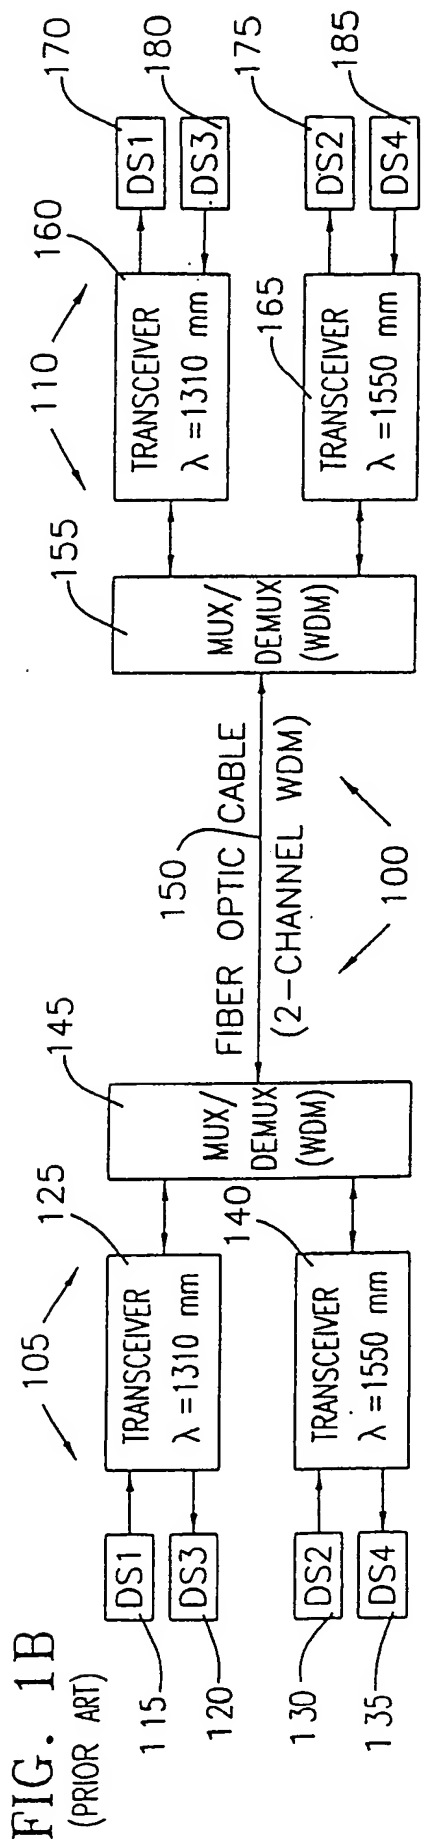 FIG. 1B
(PRIOR ART)
105
110
115
DS1
120
DS3
125
TRANSCEIVER
λ =1310 mm
130
DS2
135
DS4
140
TRANSCEIVER
λ =1550 mm
145
MUX/
DEMUX
(WDM)
150
FIBER OPTIC CABLE
(2-CHANNEL WDM)
100
155
MUX/
DEMUX
(WDM)
160
TRANSCEIVER
λ =1310 mm
165
TRANSCEIVER
λ =1550 mm
170
DS1
180
DS3
175
DS2
185
DS4